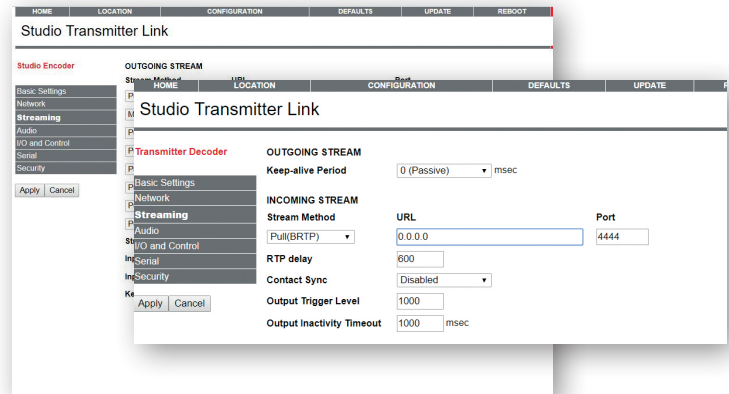 HOME LOCATION CONFIGURATION DEFAULTS UPDATE REBOOT
Studio Transmitter Link
Studio Encoder
OUTGOING STREAM
Stream Method URL Port
Basic Settings
Network
Streaming
Audio
I/O and Control
Serial
Security
Apply Cancel
HOME LOCATION CONFIGURATION DEFAULTS UPDATE
Studio Transmitter Link
Transmitter Decoder
OUTGOING STREAM
Keep-alive Period 0 (Passive) msec
Basic Settings
Network
Streaming
Audio
I/O and Control
Serial
Security
Apply Cancel
INCOMING STREAM
Stream Method URL Port
Pull(BRTP) 0.0.0.0 4444
RTP delay 600
Contact Sync Disabled
Output Trigger Level 1000
Output Inactivity Timeout 1000 msec